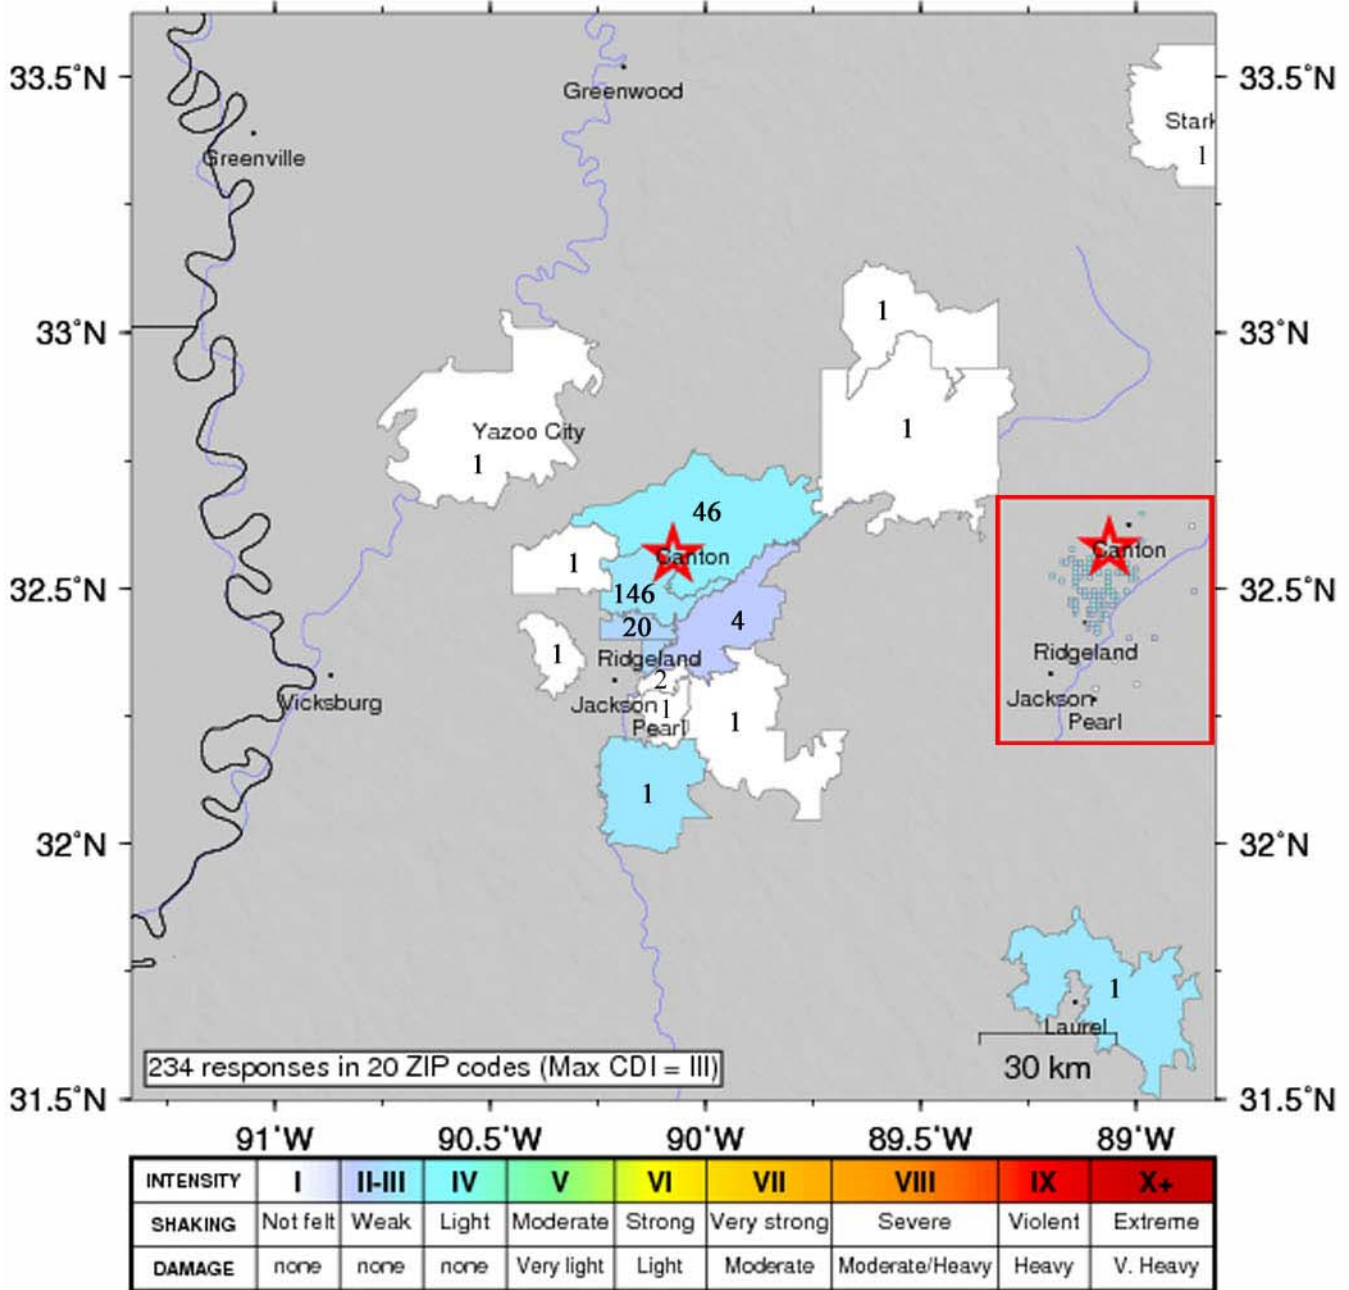 33.5°N
33.5°N
Greenwood
Stark
1
Greenville
1
33°N
33°N
1
Yazoo City
1
46
1
Canton
Canton
32.5°N
32.5°N
146
4
20
1
Ridgeland
Ridgeland
2
Vicksburg
Jackson
1
Jackson
Pearl
1
Pearl
1
32°N
32°N
1
Laurel
30 km
234 responses in 20 ZIP codes (Max CDI = III)
31.5°N
31.5°N
91°W 90.5°W 90°W 89.5°W 89°W
INTENSITY I II-III IV V VI VII VIII IX X+
SHAKING Not felt Weak Light Moderate Strong Very strong Severe Violent Extreme
DAMAGE none none none Very light Light Moderate Moderate/Heavy Heavy V. Heavy